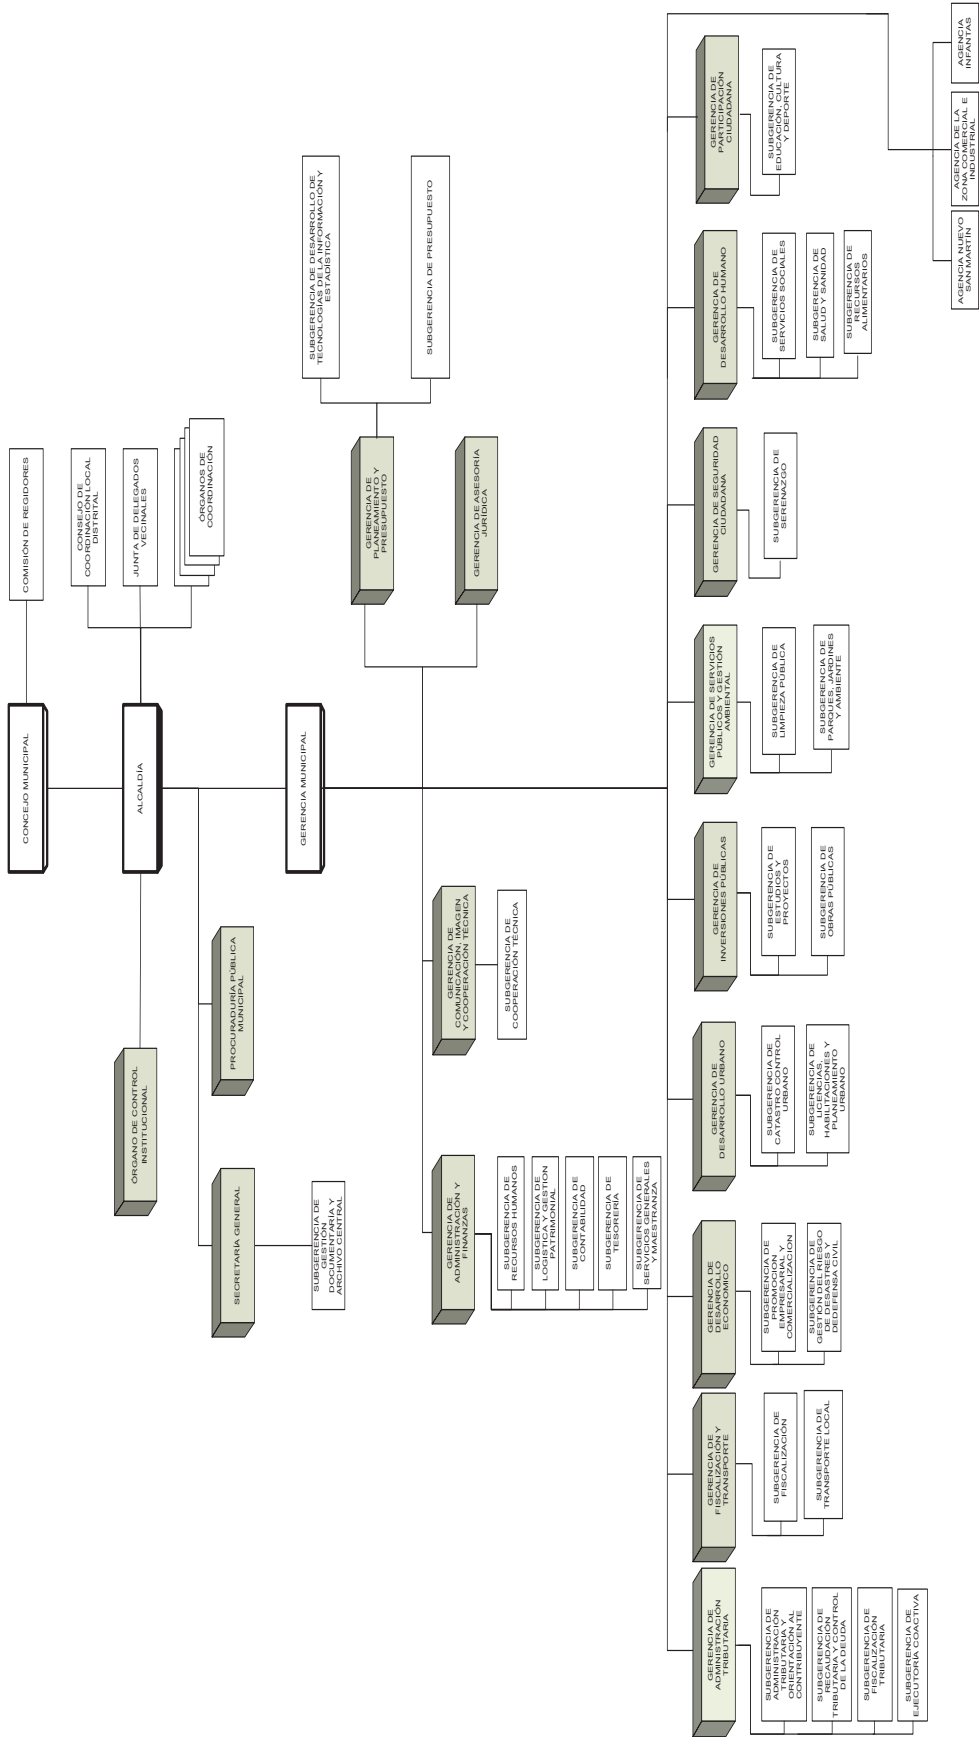 CONCEJO MUNICIPAL
COMISIÓN DE REGIDORES
ÓRGANO DE CONTROL
INSTITUCIONAL
ALCALDÍA
CONSEJO DE
COORDINACIÓN LOCAL
DISTRITAL
JUNTA DE DELEGADOS
VECINALES
ÓRGANOS DE
COORDINACIÓN
SECRETARÍA GENERAL
PROCURADURÍA PÚBLICA
MUNICIPAL
SUBGERENCIA DE
GESTIÓN
DOCUMENTARÍA Y
ARCHIVO CENTRAL
GERENCIA MUNICIPAL
SUBGERENCIA DE DESARROLLO DE
TECNOLOGÍAS DE LA INFORMACIÓN Y
ESTADÍSTICA
GERENCIA DE
PLANEAMIENTO Y
PRESUPUESTO
SUBGERENCIA DE PRESUPUESTO
GERENCIA DE ASESORÍA
JURÍDICA
GERENCIA DE
ADMINISTRACIÓN Y
FINANZAS
SUBGERENCIA DE
RECURSOS HUMANOS
SUBGERENCIA DE
LOGISTICA Y GESTION
PATRIMONIAL
SUBGERENCIA DE
CONTABILIDAD
SUBGERENCIA DE
TESORERÍA
SUBGERENCIA DE
SERVICIOS GENERALES
Y MAESTRANZA
GERENCIA DE
COMUNICACIÓN, IMAGEN
Y COOPERACIÓN TÉCNICA
SUBGERENCIA DE
COOPERACIÓN TÉCNICA
GERENCIA DE
ADMINISTRACIÓN
TRIBUTARIA
SUBGERENCIA DE
ADMINISTRACIÓN
TRIBUTARIA Y
ORIENTACIÓN AL
CONTRIBUYENTE
SUBGERENCIA DE
RECAUDACIÓN
TRIBUTARIA Y CONTROL
DE LA DEUDA
SUBGERENCIA DE
FISCALIZACIÓN
TRIBUTARIA
SUBGERENCIA DE
EJECUTORÍA COACTIVA
GERENCIA DE
FISCALIZACIÓN Y
TRANSPORTE
SUBGERENCIA DE
FISCALIZACIÓN
SUBGERENCIA DE
TRANSPORTE LOCAL
GERENCIA DE
DESARROLLO
ECONOMICO
SUBGERENCIA DE
PROMOCION
EMPRESARIAL Y
COMERCIALIZACION
SUBGERENCIA DE
GESTIÓN DEL RIESGO
DE DESASTRES Y
DEDEFENSA CIVIL
GERENCIA DE
DESARROLLO URBANO
SUBGERENCIA DE
CATASTRO CONTROL
URBANO
SUBGERENCIA DE
LICENCIAS,
HABILITACIONES Y
PLANEAMIENTO
URBANO
GERENCIA DE
INVERSIONES PÚBLICAS
SUBGERENCIA DE
ESTUDIOS Y
PROYECTOS
SUBGERENCIA DE
OBRAS PÚBLICAS
GERENCIA DE SERVICIOS
PÚBLICOS Y GESTIÓN
AMBIENTAL
SUBGERENCIA DE
LIMPIEZA PÚBLICA
SUBGERENCIA DE
PARQUES, JARDINES
Y AMBIENTE
GERENCIA DE SEGURIDAD
CIUDADANA
SUBGERENCIA DE
SERENAZGO
GERENCIA DE
DESARROLLO HUMANO
SUBGERENCIA DE
SERVICIOS SOCIALES
SUBGERENCIA DE
SALUD Y SANIDAD
SUBGERENCIA DE
RECURSOS
ALIMENTARIOS
GERENCIA DE
PARTICIPACIÓN
CIUDADANA
SUBGERENCIA DE
EDUCACIÓN, CULTURA
Y DEPORTE
AGENCIA NUEVO
SAN MARTÍN
AGENCIA DE LA
ZONA COMERCIAL E
INDUSTRIAL
AGENCIA
INFANTAS